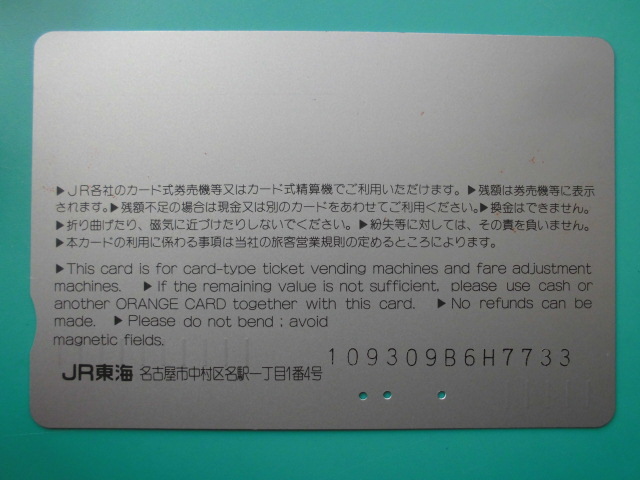 ▶JR各社のカード式券売機等又はカード式精算機でご利用いただけます。▶残額は券売機等に表示
されます。▶残額不足の場合は現金又は別のカードをあわせてご利用ください。▶換金はできません。
▶折り曲げたり、磁気に近づけたりしないでください。▶紛失等に対しては、その責を負いません。
▶本カードの利用に係わる事項は当社の旅客営業規則の定めるところによります。
▶This card is for card-type ticket vending machines and fare adjustment
machines. ▶If the remaining value is not sufficient, please use cash or
another ORANGE CARD together with this card. ▶No refunds can be
made. ▶Please do not bend; avoid
magnetic fields.
109309B6H7733
JR東海 名古屋市中村区名駅一丁目1番4号